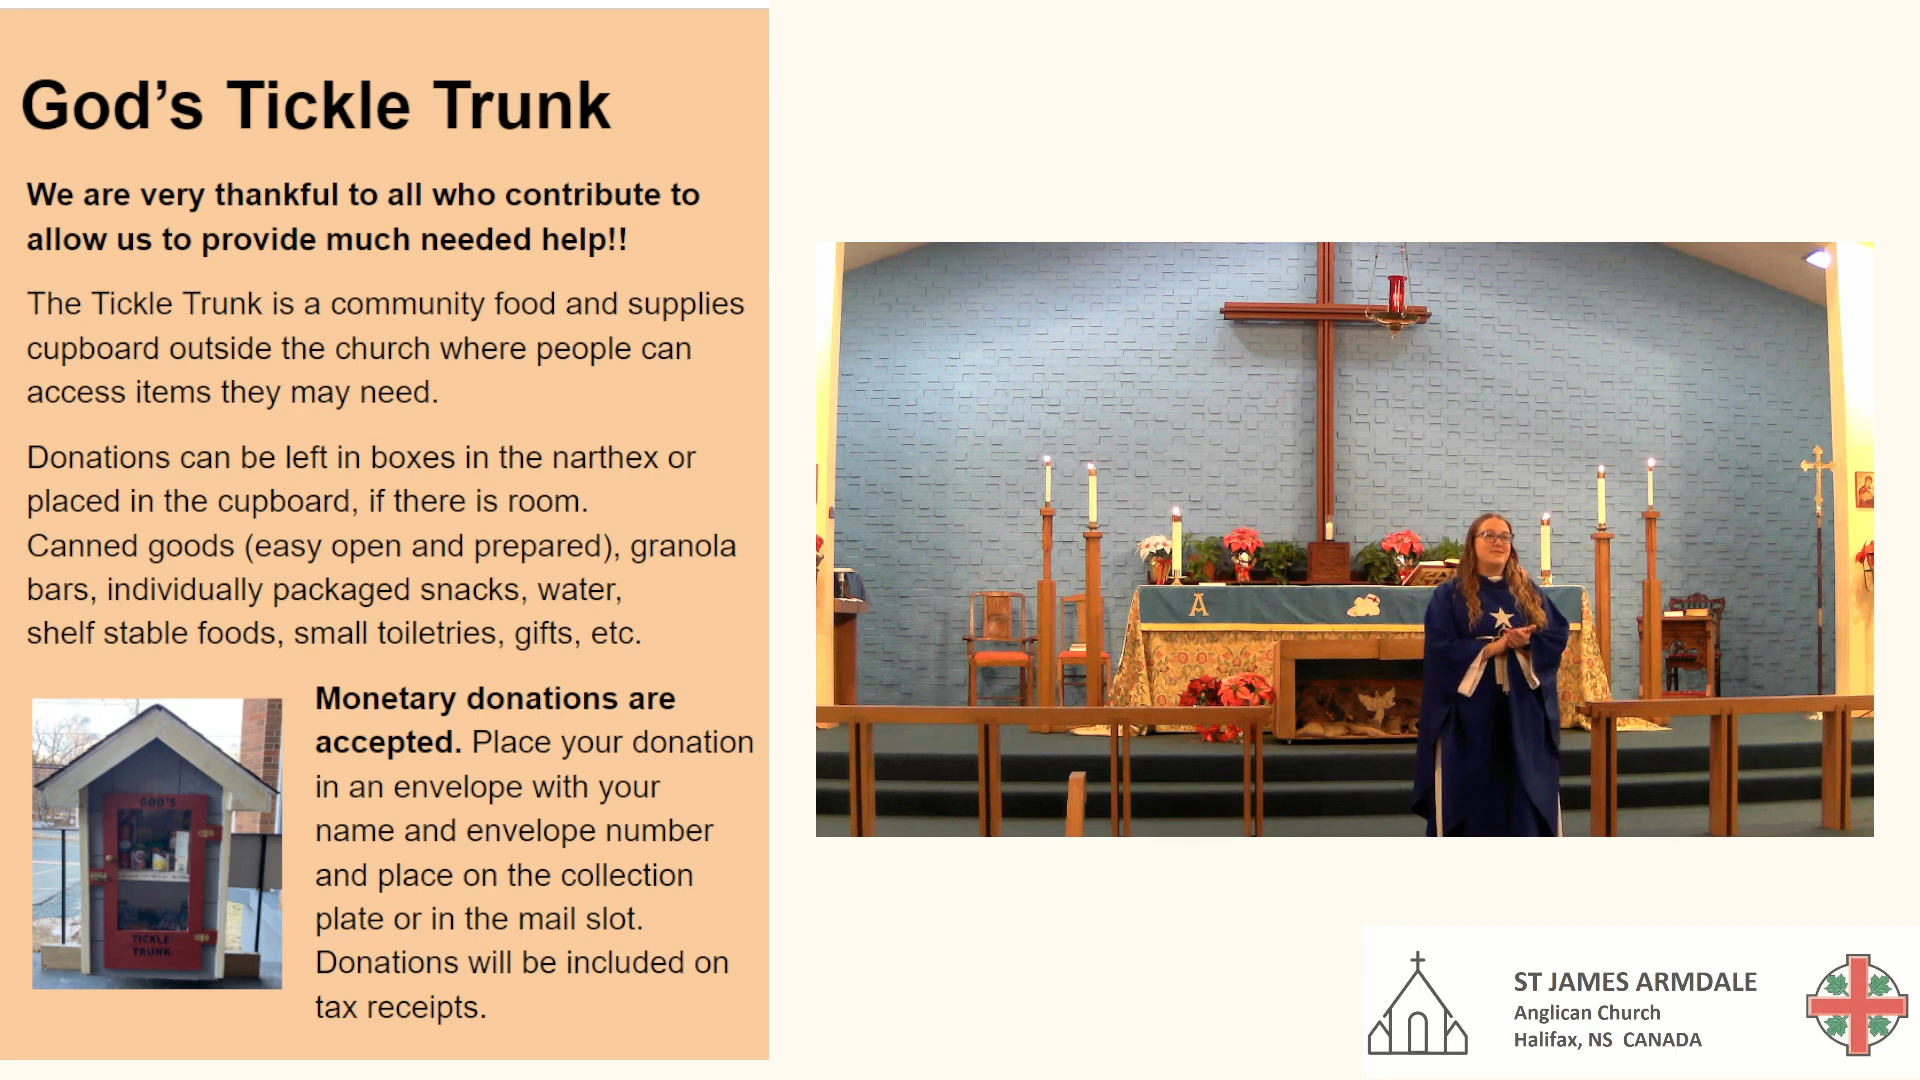 God’s Tickle Trunk
We are very thankful to all who contribute to
allow us to provide much needed help!!
The Tickle Trunk is a community food and supplies
cupboard outside the church where people can
access items they may need.
Donations can be left in boxes in the narthex or
placed in the cupboard, if there is room.
Canned goods (easy open and prepared), granola
bars, individually packaged snacks, water,
shelf stable foods, small toiletries, gifts, etc.
Monetary donations are
accepted. Place your donation
in an envelope with your
name and envelope number
and place on the collection
plate or in the mail slot.
Donations will be included on
tax receipts.
GOD'S
TICKLE
TRUNK
A
ST JAMES ARMDALE
Anglican Church
Halifax, NS CANADA